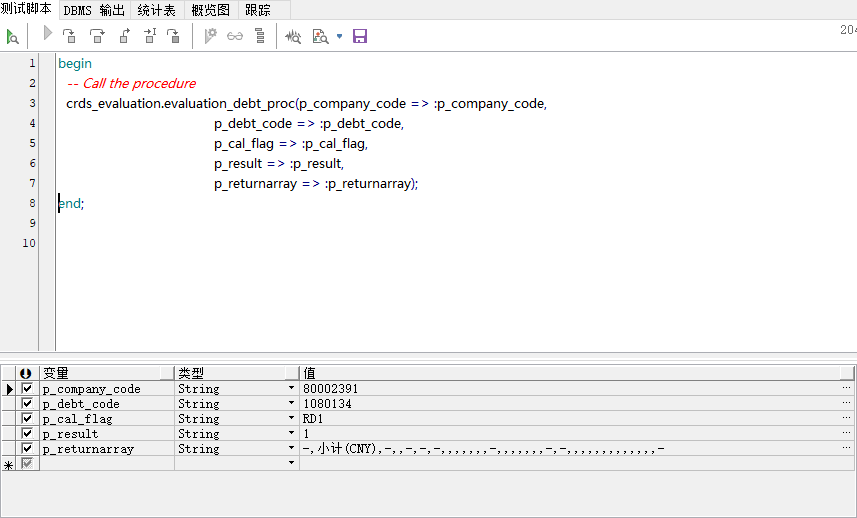 测试脚本 DBMS 输出 统计表 概览图 跟踪
204
1 begin
2 -- Call the procedure
3 crds_evaluation.evaluation_debt_proc(p_company_code => :p_company_code,
4 p_debt_code => :p_debt_code,
5 p_cal_flag => :p_cal_flag,
6 p_result => :p_result,
7 p_returnarray => :p_returnarray);
8 end;
9
10
变量 类型 值
p_company_code String 80002391
p_debt_code String 1080134
p_cal_flag String RD1
p_result String 1
p_returnarray String -,小计(CNY),-,,-,-,-,,,,,,,-,,,,,,,-,-,,,,,,,,,,,,,-